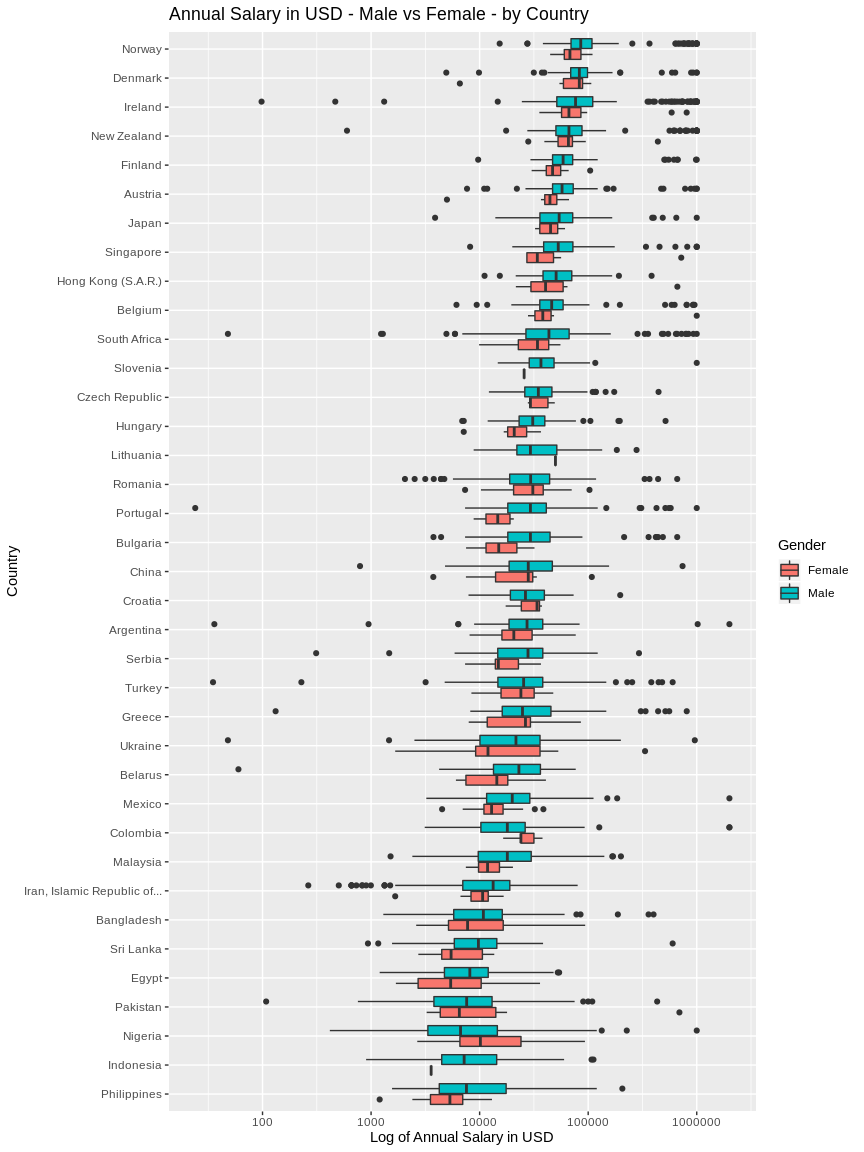 Annual Salary in USD - Male vs Female - by Country
Norway
Denmark
Ireland
New Zealand
Finland
Austria
Japan
Singapore
Hong Kong (S.A.R.)
Belgium
South Africa
Slovenia
Czech Republic
Hungary
Lithuania
Romania
Portugal
Bulgaria
China
Croatia
Argentina
Serbia
Turkey
Greece
Ukraine
Belarus
Mexico
Colombia
Malaysia
Iran, Islamic Republic of...
Bangladesh
Sri Lanka
Egypt
Pakistan
Nigeria
Indonesia
Philippines
Country
100 1000 10000 100000 1000000
Log of Annual Salary in USD
Gender
Female
Male